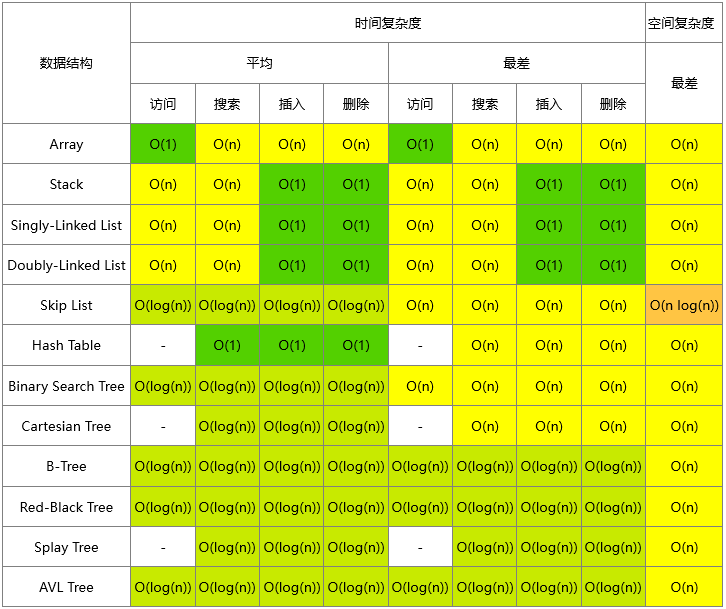 数据结构 时间复杂度 空间复杂度
平均 最差 最差
访问 搜索 插入 删除 访问 搜索 插入 删除
Array O(1) O(n) O(n) O(n) O(1) O(n) O(n) O(n) O(n)
Stack O(n) O(n) O(1) O(1) O(n) O(n) O(1) O(1) O(n)
Singly-Linked List O(n) O(n) O(1) O(1) O(n) O(n) O(1) O(1) O(n)
Doubly-Linked List O(n) O(n) O(1) O(1) O(n) O(n) O(1) O(1) O(n)
Skip List O(log(n)) O(log(n)) O(log(n)) O(log(n)) O(n) O(n) O(n) O(n) O(n log(n))
Hash Table - O(1) O(1) O(1) - O(n) O(n) O(n) O(n)
Binary Search Tree O(log(n)) O(log(n)) O(log(n)) O(log(n)) O(n) O(n) O(n) O(n) O(n)
Cartesian Tree - O(log(n)) O(log(n)) O(log(n)) - O(n) O(n) O(n) O(n)
B-Tree O(log(n)) O(log(n)) O(log(n)) O(log(n)) O(log(n)) O(log(n)) O(log(n)) O(log(n)) O(n)
Red-Black Tree O(log(n)) O(log(n)) O(log(n)) O(log(n)) O(log(n)) O(log(n)) O(log(n)) O(log(n)) O(n)
Splay Tree - O(log(n)) O(log(n)) O(log(n)) - O(log(n)) O(log(n)) O(log(n)) O(n)
AVL Tree O(log(n)) O(log(n)) O(log(n)) O(log(n)) O(log(n)) O(log(n)) O(log(n)) O(log(n)) O(n)